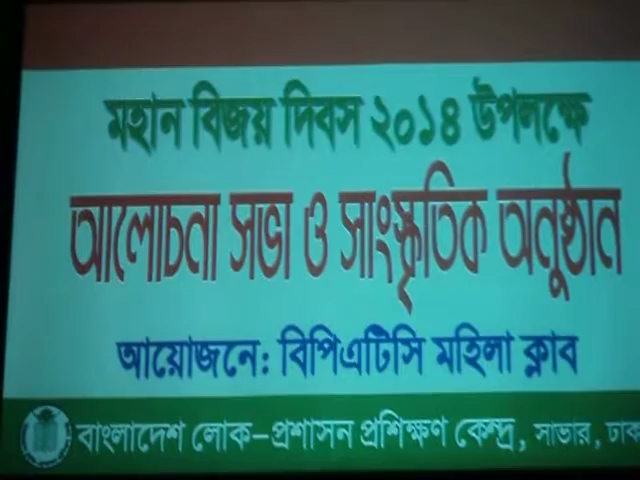 মহান বিজয় দিবস ২০১৪ উপলক্ষে
আলোচনা সভা ও সাংস্কৃতিক অনুষ্ঠান
আয়োজনে: বিপিএটিসি মহিলা ক্লাব
বাংলাদেশ লোক-প্রশাসন প্রশিক্ষণ কেন্দ্র, সাভার, ঢাক